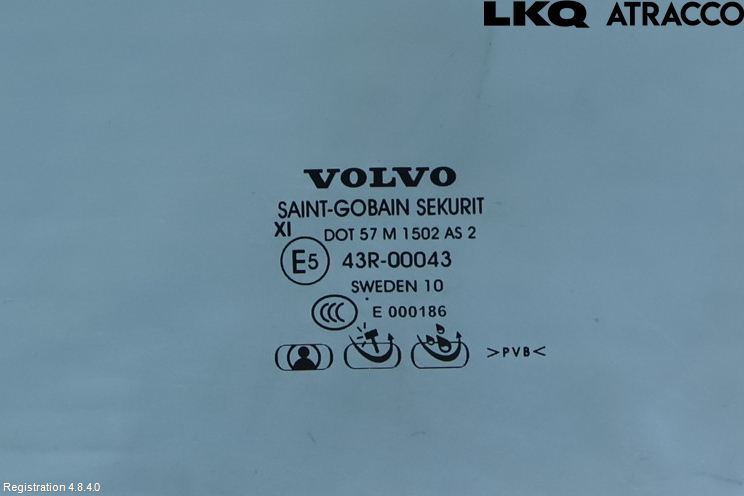 LKQ ATRACCO
VOLVO
SAINT-GOBAIN SEKURIT
XI DOT 57 M 1502 AS 2
E5 43R-00043
SWEDEN 10
CCC E 000186
>PVB<
Registration 4.8.4.0